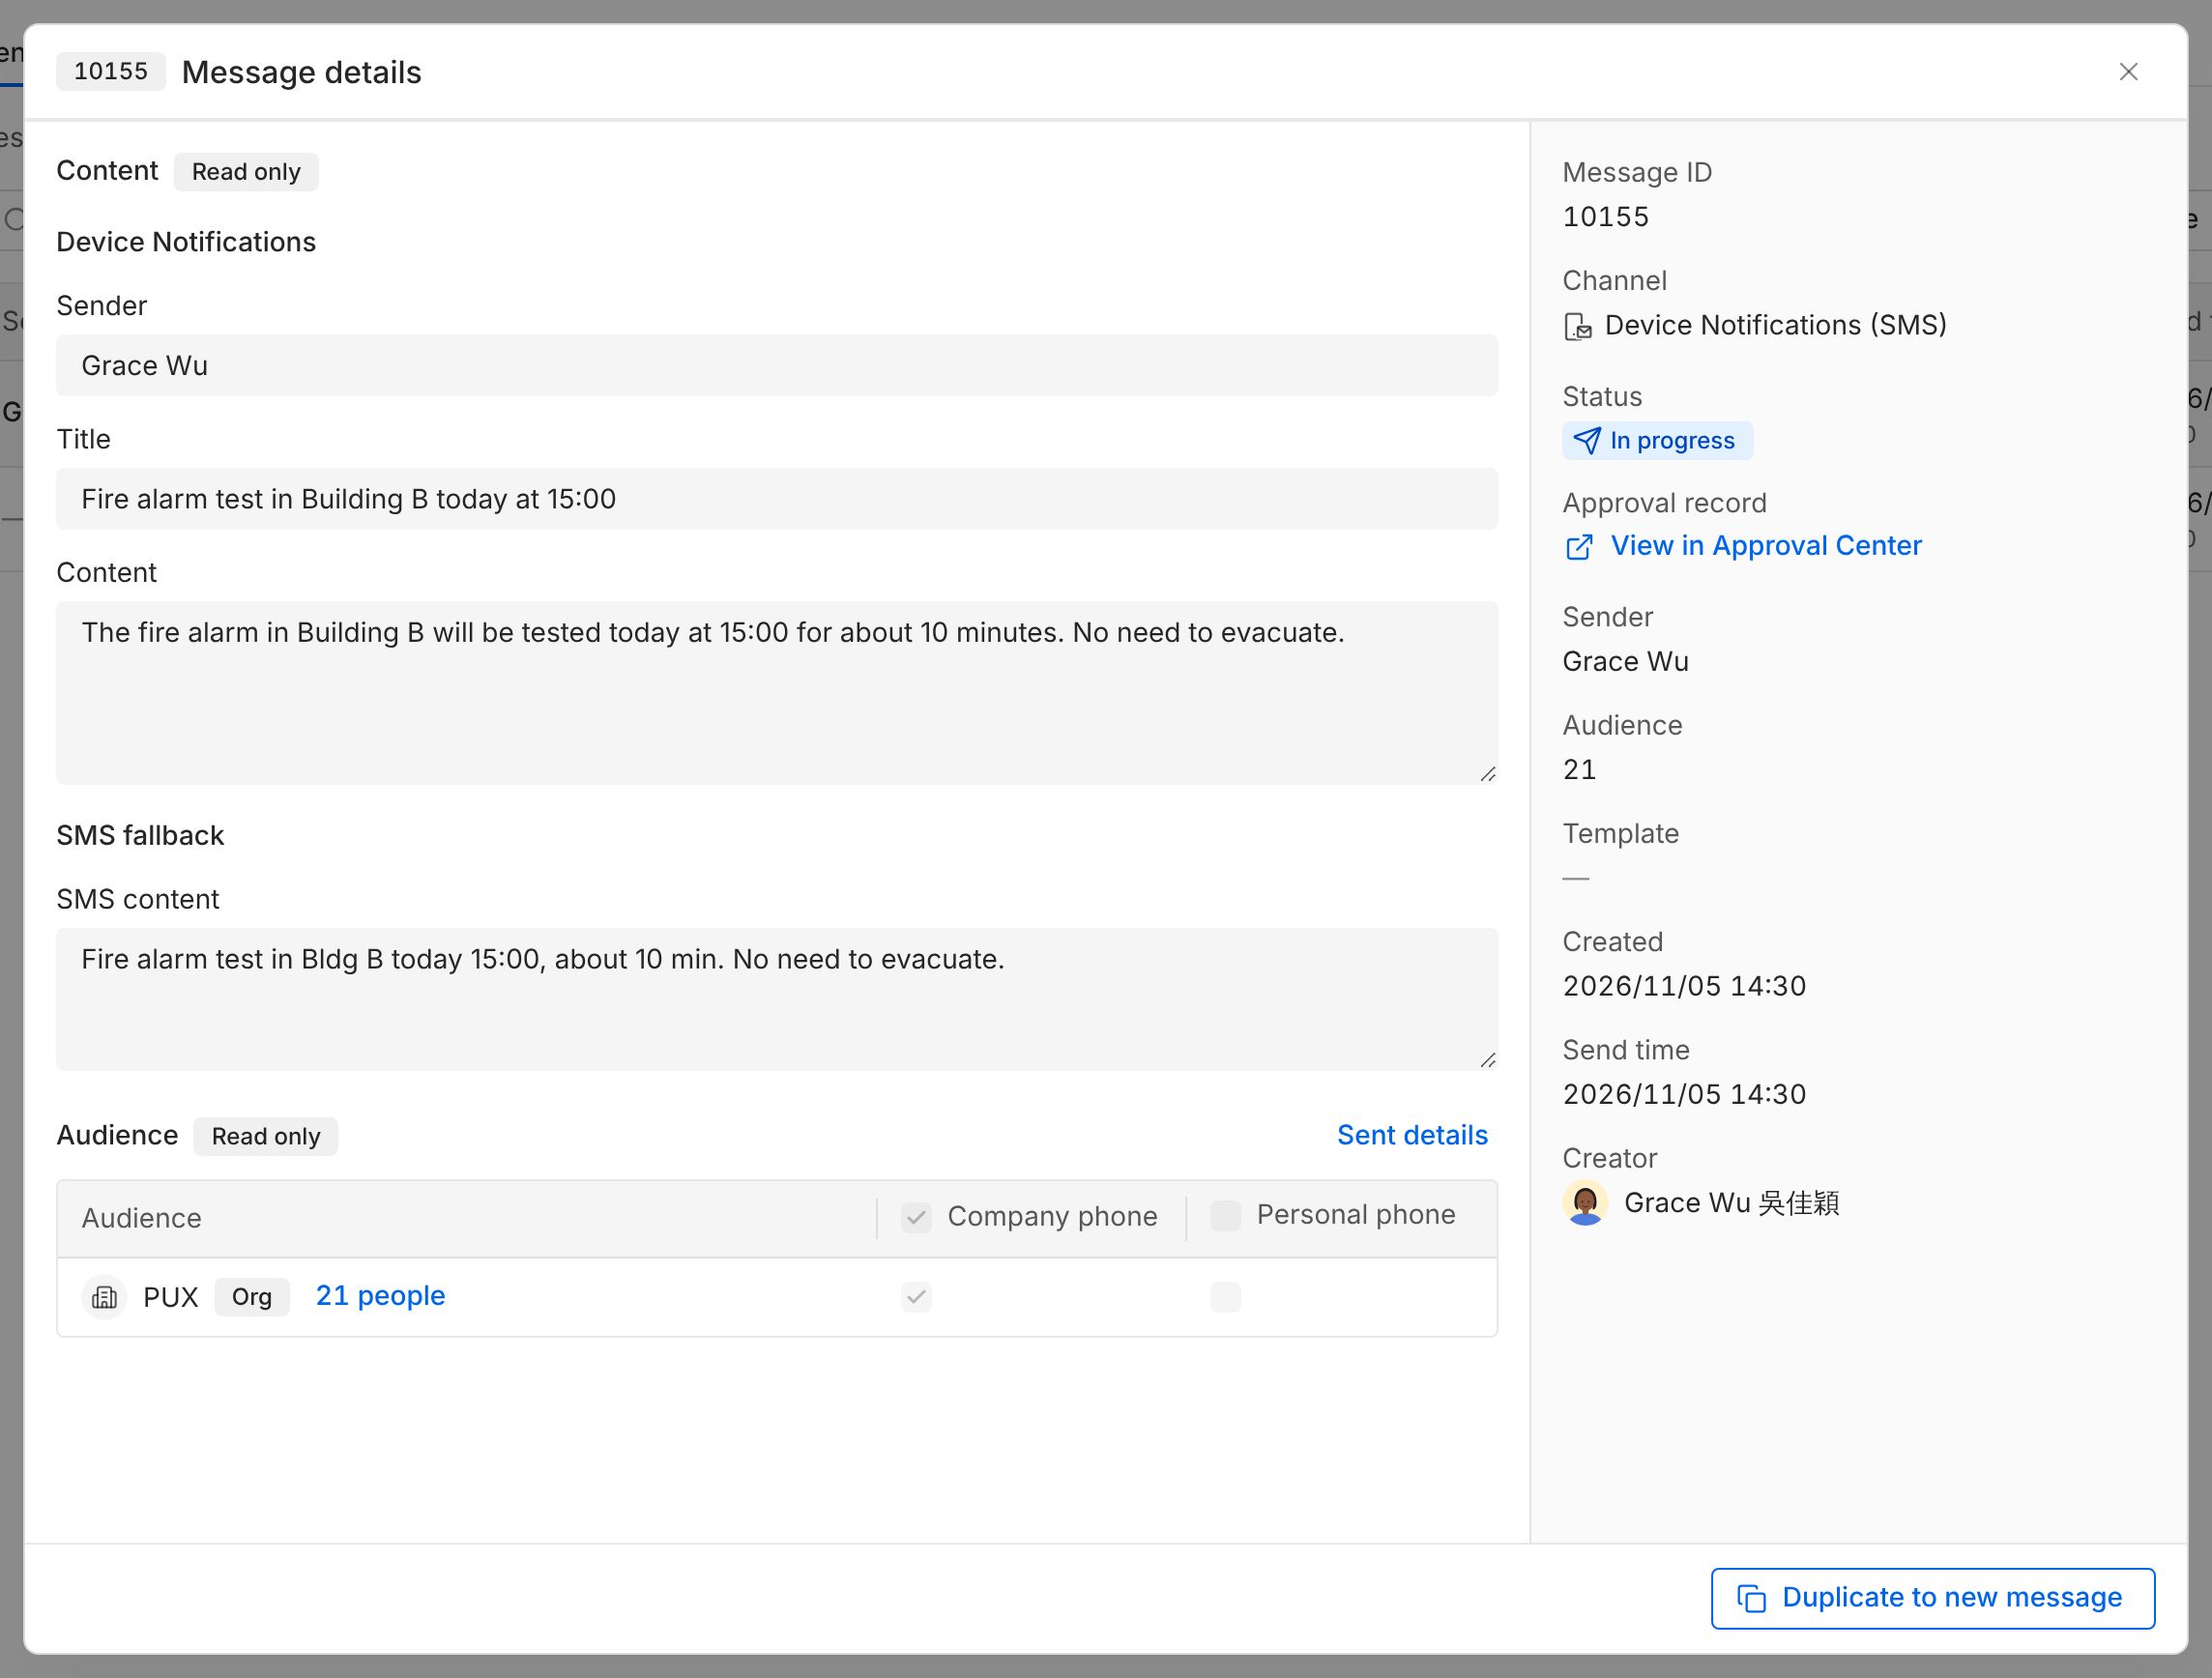 10155 Message details
Content Read only
Device Notifications
Sender
Grace Wu
Title
Fire alarm test in Building B today at 15:00
Content
The fire alarm in Building B will be tested today at 15:00 for about 10 minutes. No need to evacuate.
SMS fallback
SMS content
Fire alarm test in Bldg B today 15:00, about 10 min. No need to evacuate.
Audience Read only Sent details
Audience Company phone Personal phone
PUX Org 21 people
Message ID
10155
Channel
Device Notifications (SMS)
Status
In progress
Approval record
View in Approval Center
Sender
Grace Wu
Audience
21
Template
—
Created
2026/11/05 14:30
Send time
2026/11/05 14:30
Creator
Grace Wu 吳佳穎
Duplicate to new message